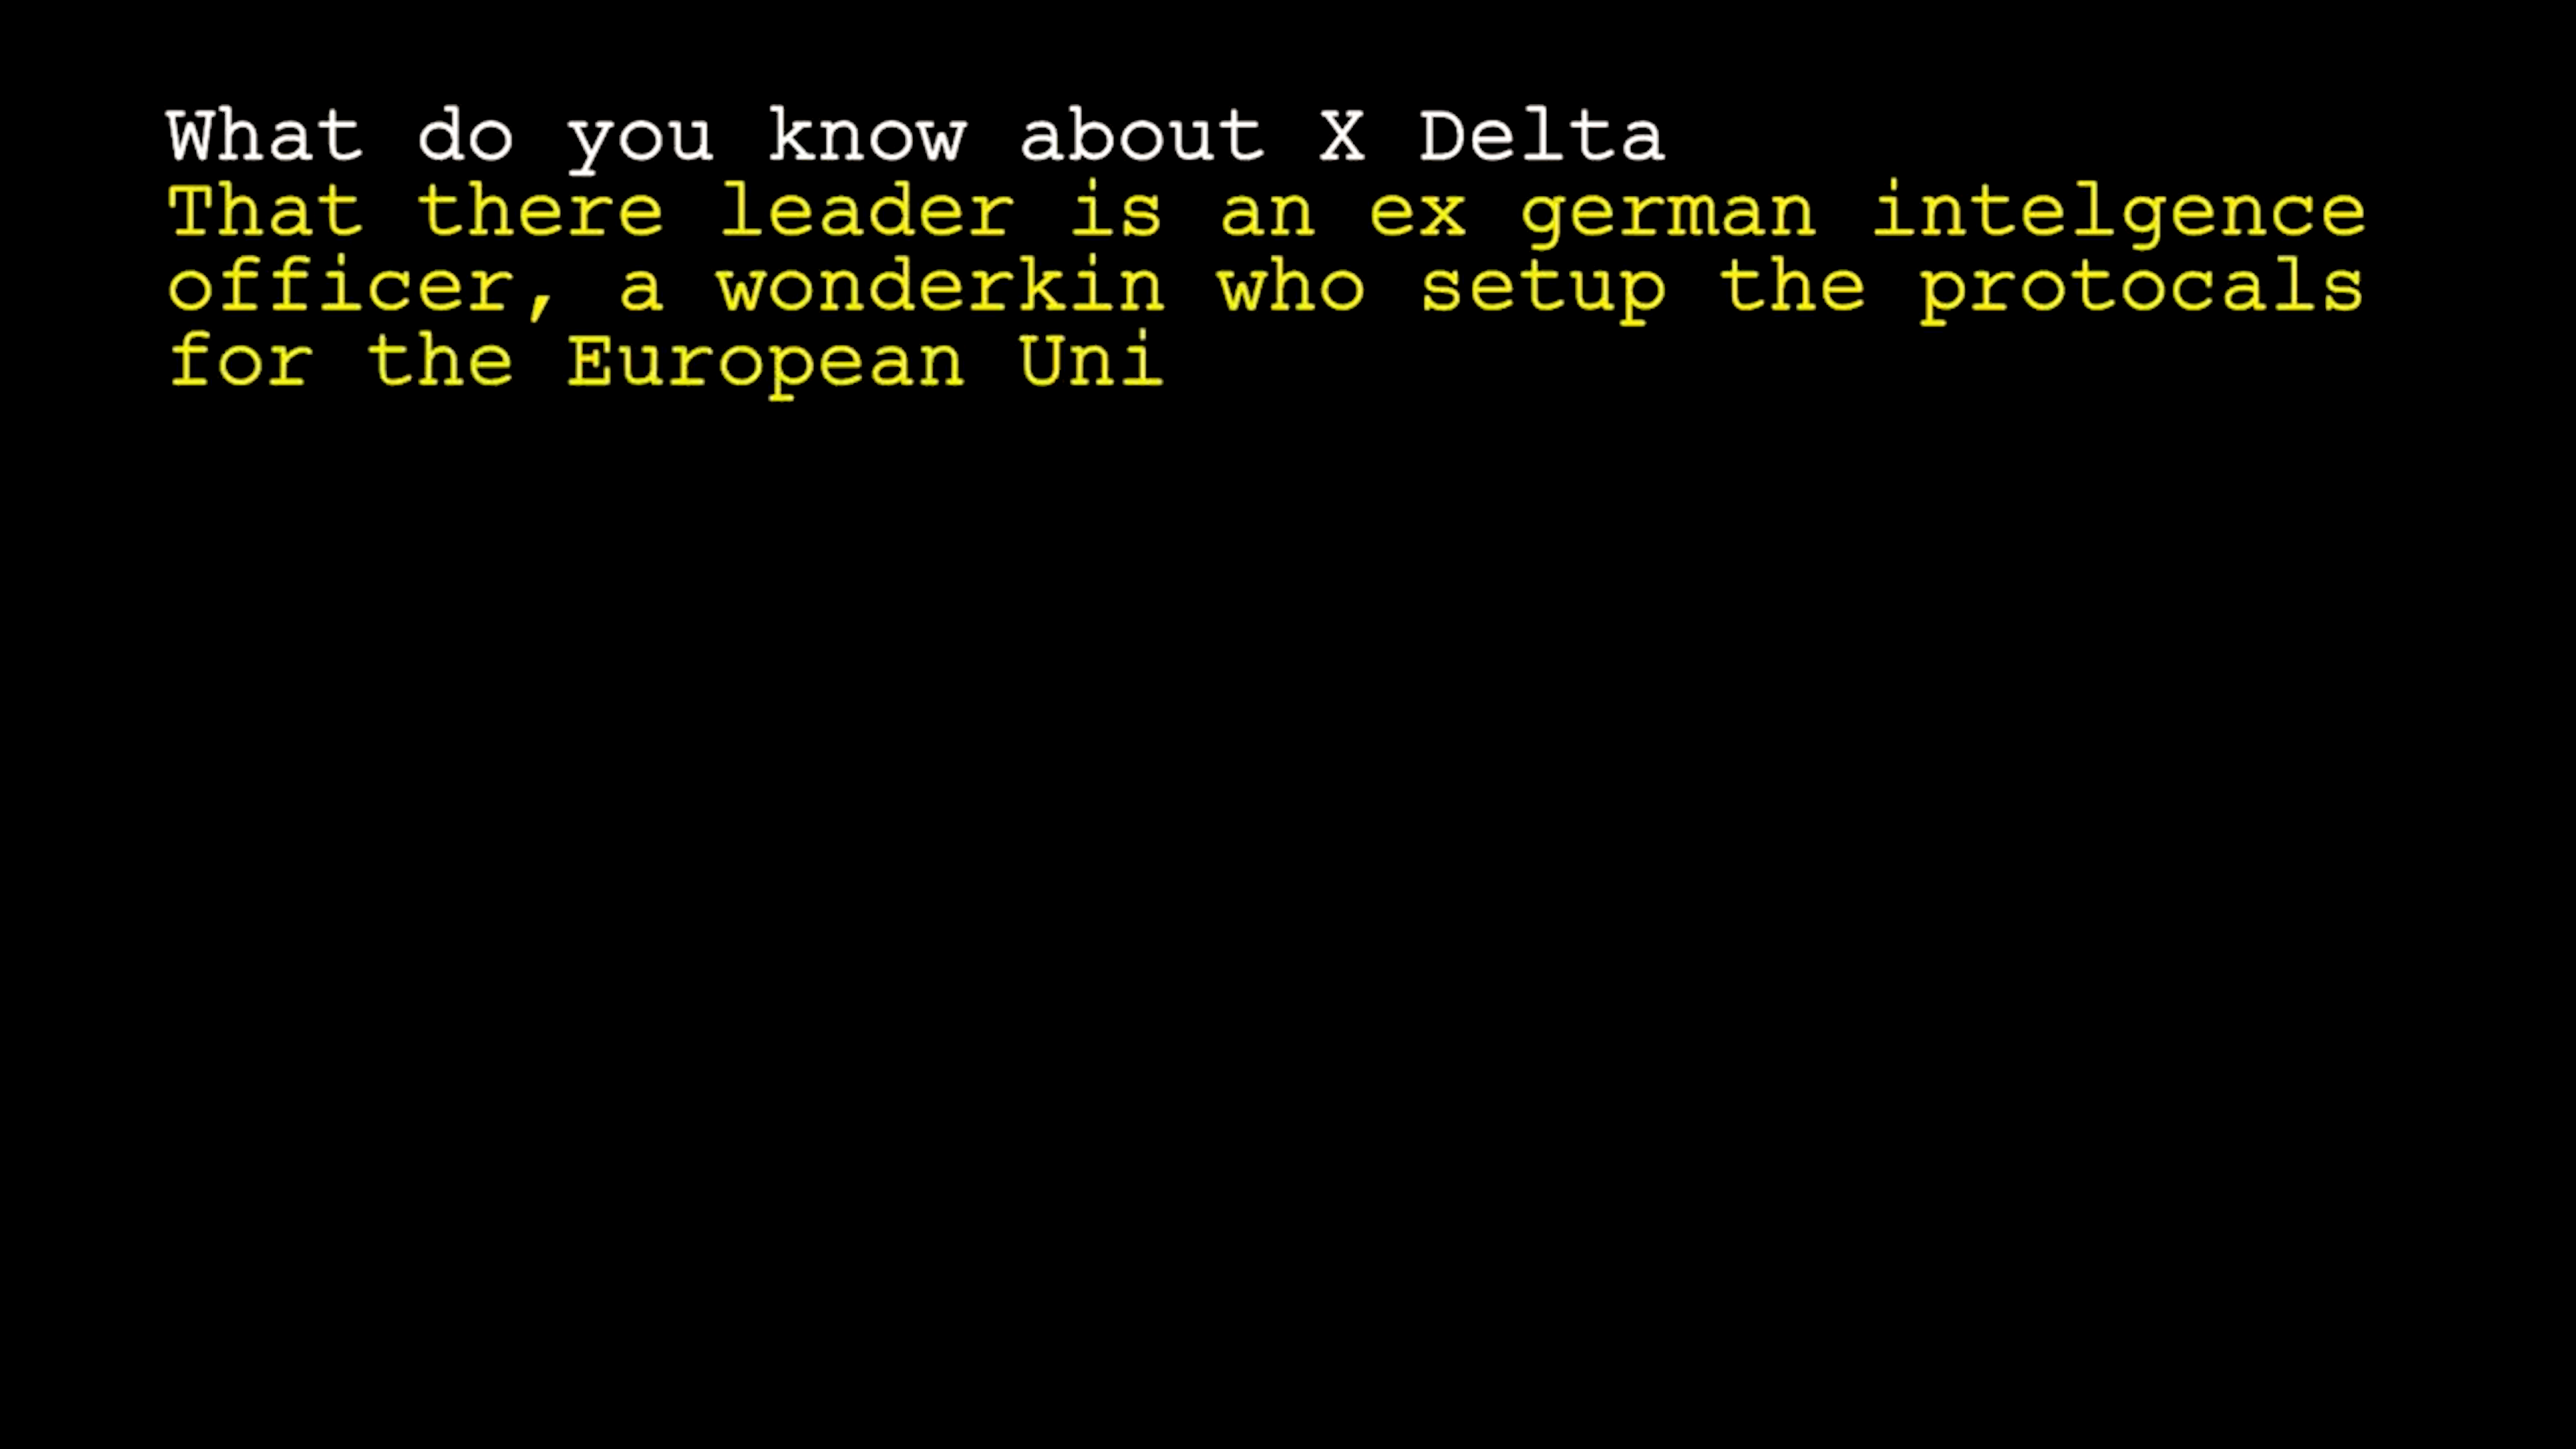 What do you know about X Delta
That there leader is an ex german intelgence
officer, a wonderkin who setup the protocals
for the European Uni